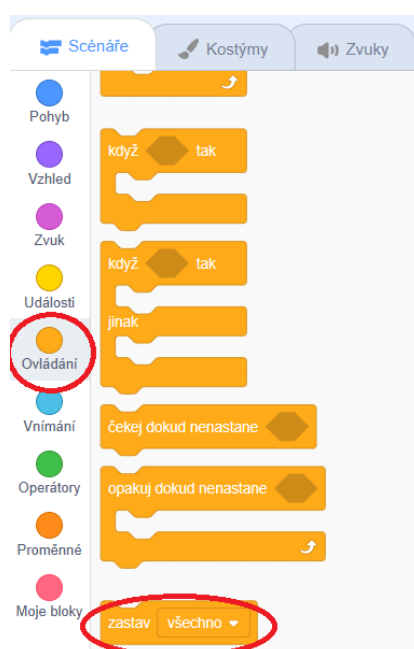 Scénáře
Kostýmy
Zvuky
Pohyb
Vzhled
Zvuk
Události
Ovládání
Vnímání
Operátory
Proměnné
Moje bloky
když tak
když tak
jinak
čekej dokud nenastane
opakuj dokud nenastane
zastav všechno